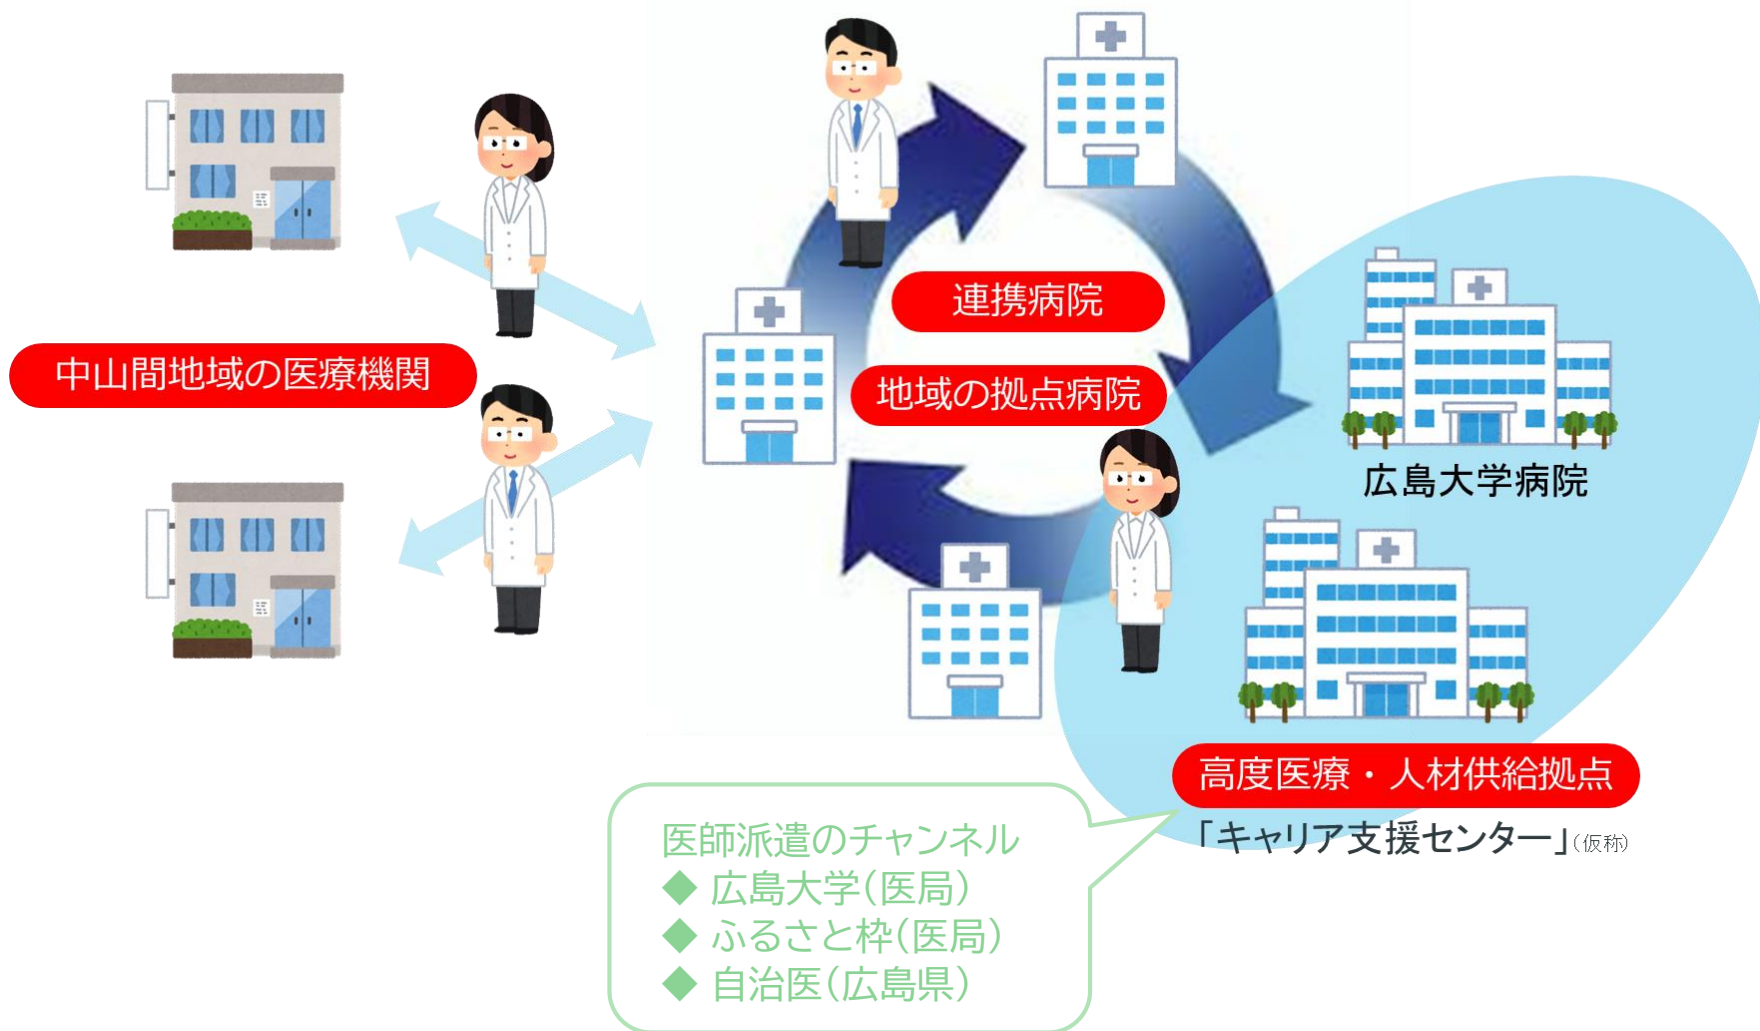 連携病院
中山間地域の医療機関
地域の拠点病院
広島大学病院
高度医療・人材供給拠点
「キャリア支援センター」(仮称)
医師派遣のチャンネル
◆ 広島大学(医局)
◆ ふるさと枠(医局)
◆ 自治医(広島県)